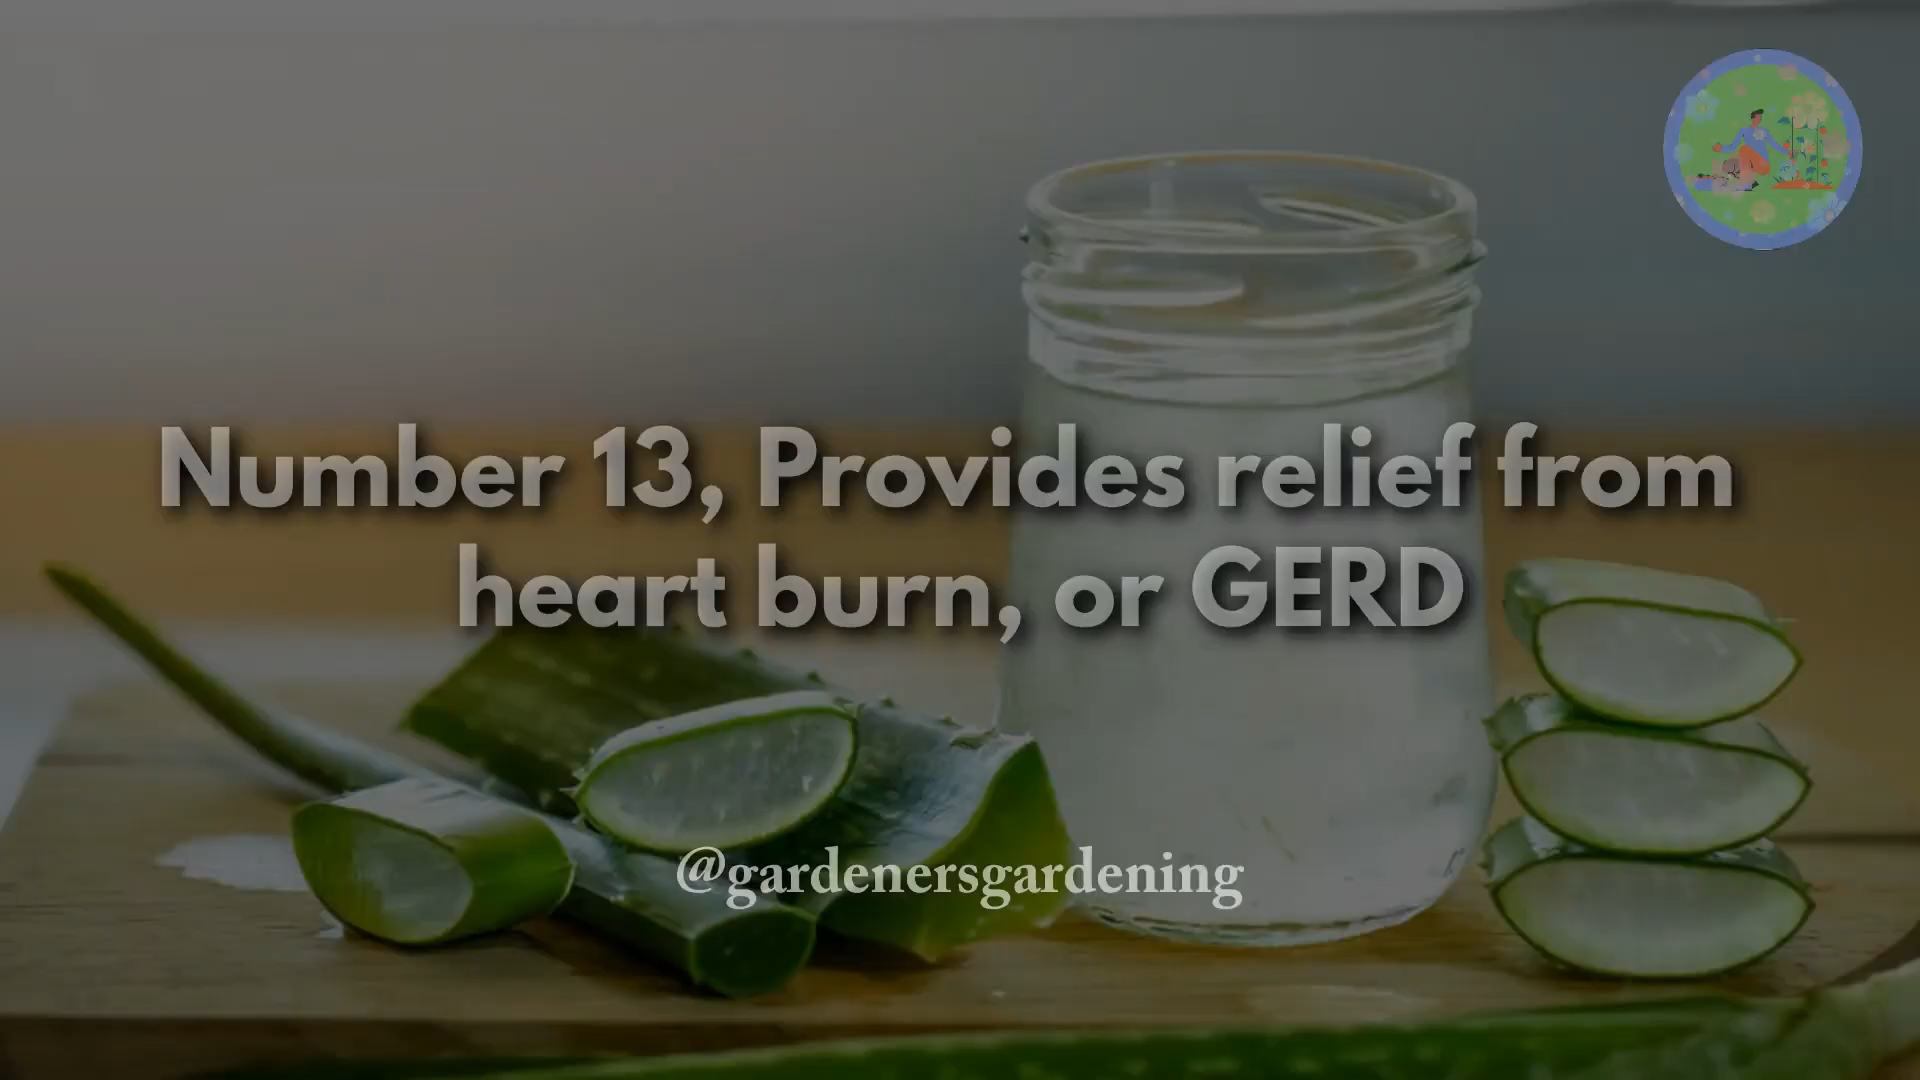 Number 13, Provides relief from
heart burn, or GERD
@gardenersgardening